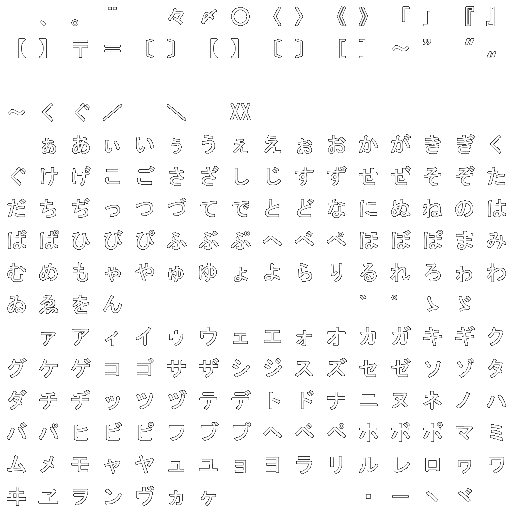 、 。 〃 々 〆 〇 〈 〉 《 》 「 」 『 』
【 】 〒 〓 〔 〕 〖 〗 〘 〙 〚 〛 〜 〝 〟
〰 〱 〲 〳 〵 〷
ぁ あ ぃ い ぅ う ぇ え ぉ お か が き ぎ く
ぐ け げ こ ご さ ざ し じ す ず せ ぜ そ ぞ た
だ ち ぢ っ つ づ て で と ど な に ぬ ね の は
ば ぱ ひ び ぴ ふ ぶ ぷ へ べ ぺ ほ ぼ ぽ ま み
む め も ゃ や ゅ ゆ ょ よ ら り る れ ろ ゎ わ
ゐ ゑ を ん ゛ ゜ ゝ ゞ
ァ ア ィ イ ゥ ウ ェ エ ォ オ カ ガ キ ギ ク
グ ケ ゲ コ ゴ サ ザ シ ジ ス ズ セ ゼ ソ ゾ タ
ダ チ ヂ ッ ツ ヅ テ デ ト ド ナ ニ ヌ ネ ノ ハ
バ パ ヒ ビ ピ フ ブ プ ヘ ベ ペ ホ ボ ポ マ ミ
ム メ モ ャ ヤ ュ ユ ョ ヨ ラ リ ル レ ロ ヮ ワ
ヰ ヱ ヲ ン ヴ ヵ ヶ ・ ー ヽ ヾ